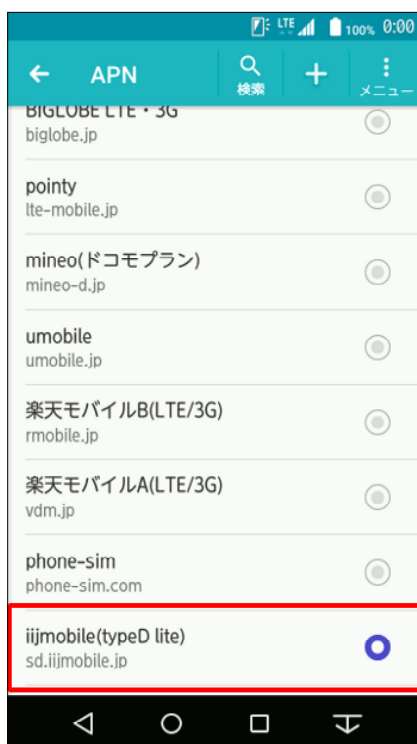 LTE 100% 0:00
APN
検索
メニュー
BIGLOBE LTE・3G
biglobe.jp
pointy
lte-mobile.jp
mineo(ドコモプラン)
mineo-d.jp
umobile
umobile.jp
楽天モバイルB(LTE/3G)
rmobile.jp
楽天モバイルA(LTE/3G)
vdm.jp
phone-sim
phone-sim.com
iijmobile(typeD lite)
sd.iijmobile.jp